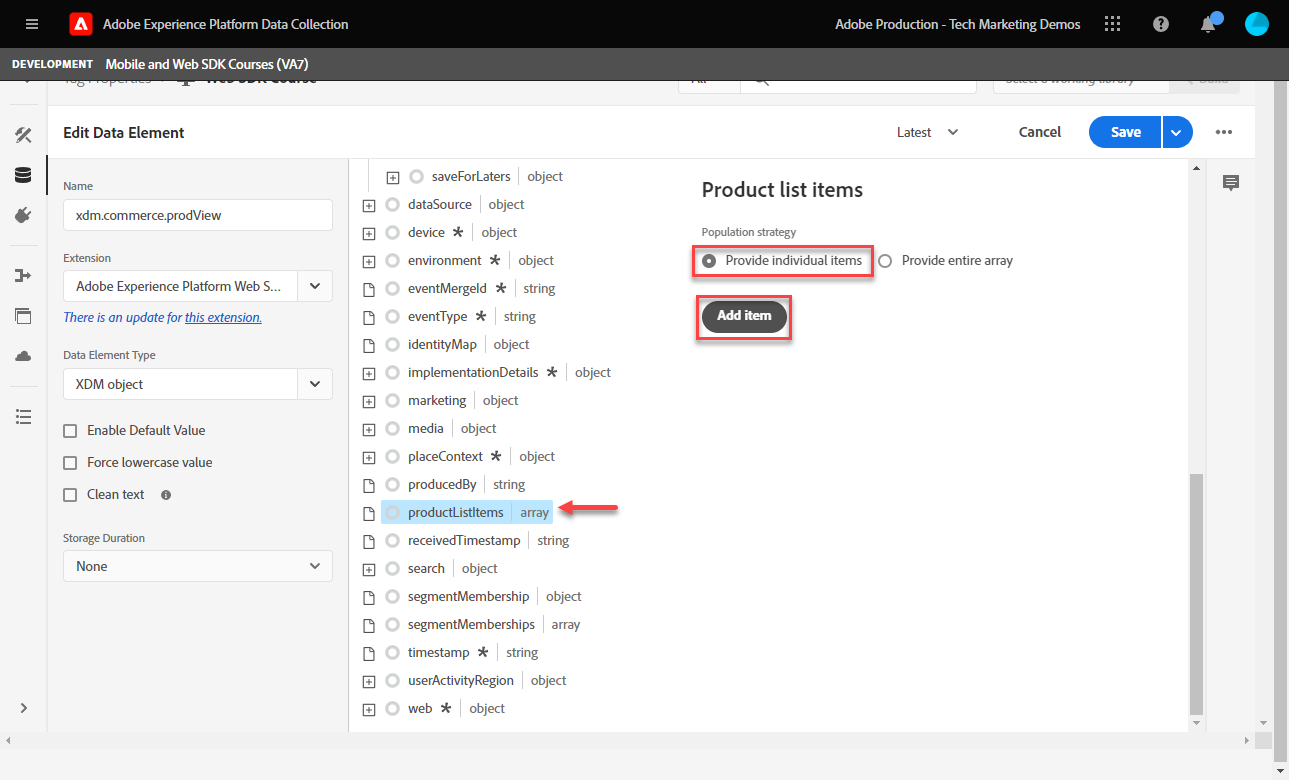 Adobe Experience Platform Data Collection
Adobe Production - Tech Marketing Demos
DEVELOPMENT Mobile and Web SDK Courses (VA7)
Tag Properties
Web SDK Course
All
Select a working library
Build
Edit Data Element
Latest
Cancel
Save
Name
xdm.commerce.prodView
Extension
Adobe Experience Platform Web S...
There is an update for this extension.
Data Element Type
XDM object
Enable Default Value
Force lowercase value
Clean text
Storage Duration
None
saveForLaters object
dataSource object
device * object
environment * object
eventMergeId * string
eventType * string
identityMap object
implementationDetails * object
marketing object
media object
placeContext * object
producedBy string
productListItems array
receivedTimestamp string
search object
segmentMembership object
segmentMemberships array
timestamp * string
userActivityRegion object
web * object
Product list items
Population strategy
Provide individual items
Provide entire array
Add item